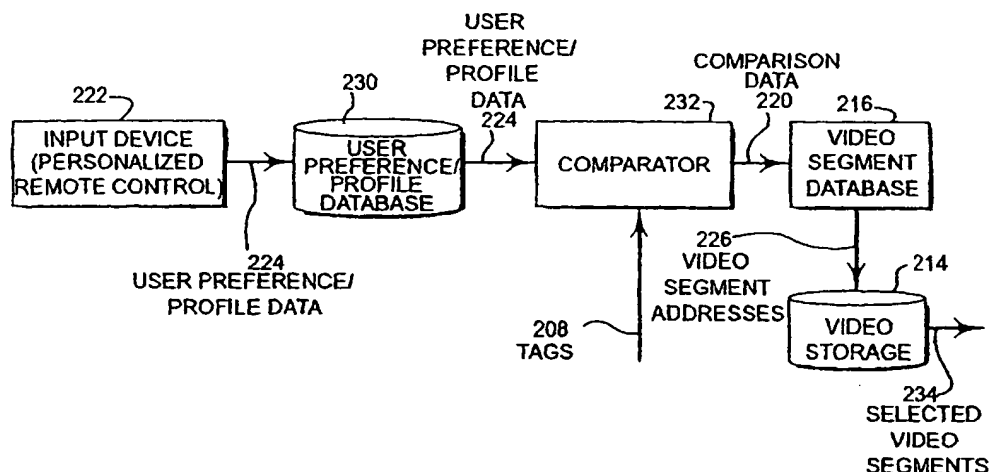 222
INPUT DEVICE
(PERSONALIZED
REMOTE CONTROL)
224
USER PREFERENCE/
PROFILE DATA
230
USER
PREFERENCE/
PROFILE
DATABASE
USER
PREFERENCE/
PROFILE
DATA
224
232
COMPARATOR
208
TAGS
COMPARISON
DATA
220
216
VIDEO
SEGMENT
DATABASE
226
VIDEO
SEGMENT
ADDRESSES
214
VIDEO
STORAGE
234
SELECTED
VIDEO
SEGMENTS